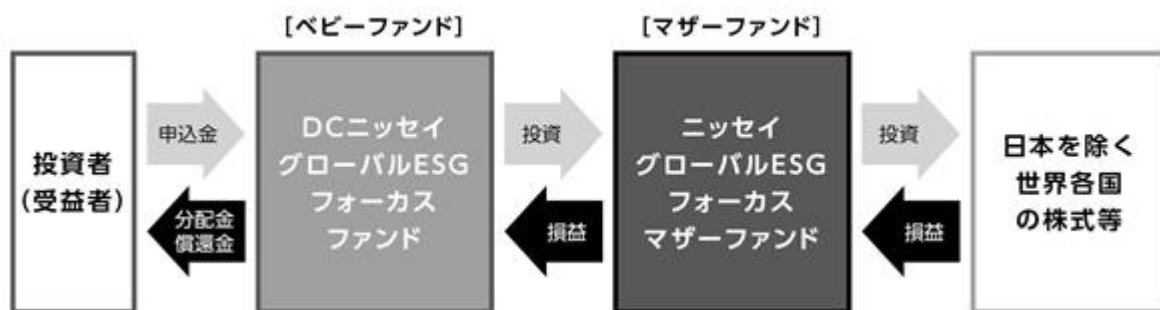 [ベビーファンド]
[マザーファンド]
投資者
(受益者)
申込金
分配金
償還金
DCニッセイ
グローバルESG
フォーカス
ファンド
投資
損益
ニッセイ
グローバルESG
フォーカス
マザーファンド
投資
損益
日本を除く
世界各国
の株式等